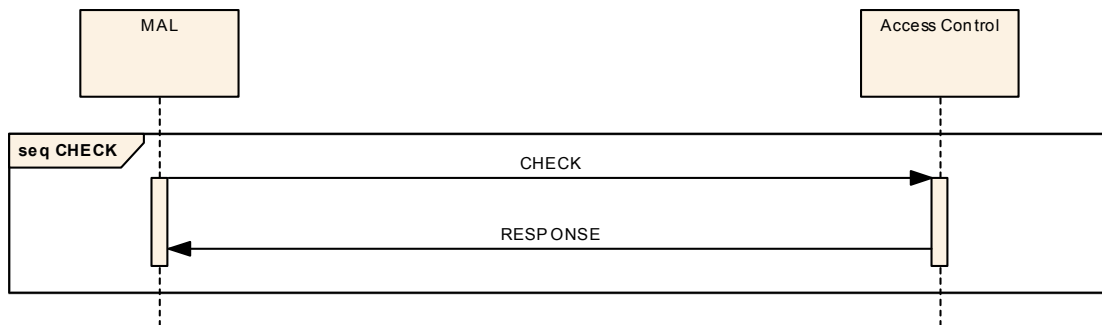 MAL
Access Control
seq CHECK
CHECK
RESPONSE